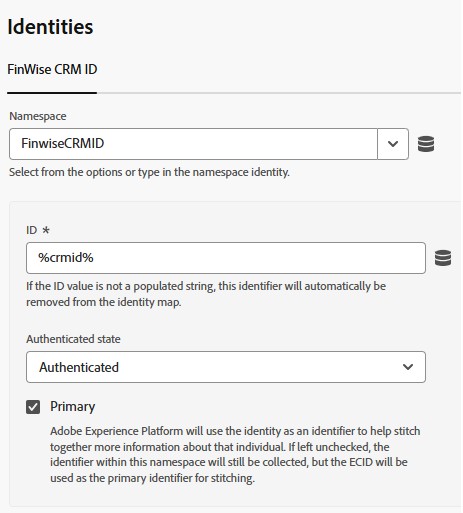 Identities
FinWise CRM ID
Namespace
FinwiseCRMID
Select from the options or type in the namespace identity.
ID *
%crmid%
If the ID value is not a populated string, this identifier will automatically be
removed from the identity map.
Authenticated state
Authenticated
Primary
Adobe Experience Platform will use the identity as an identifier to help stitch
together more information about that individual. If left unchecked, the
identifier within this namespace will still be collected, but the ECID will be
used as the primary identifier for stitching.